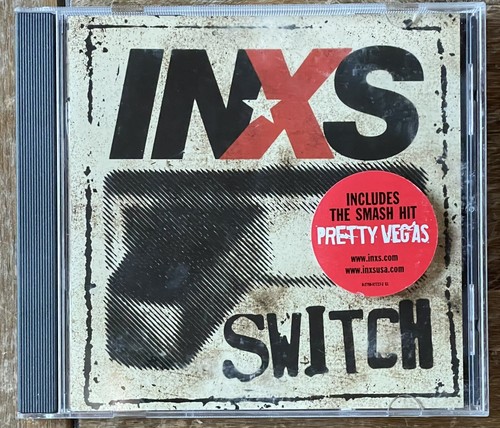 INXS
INCLUDES
THE SMASH HIT
PRETTY VEGAS
www.inxs.com
www.inxsusa.com
SWITCH